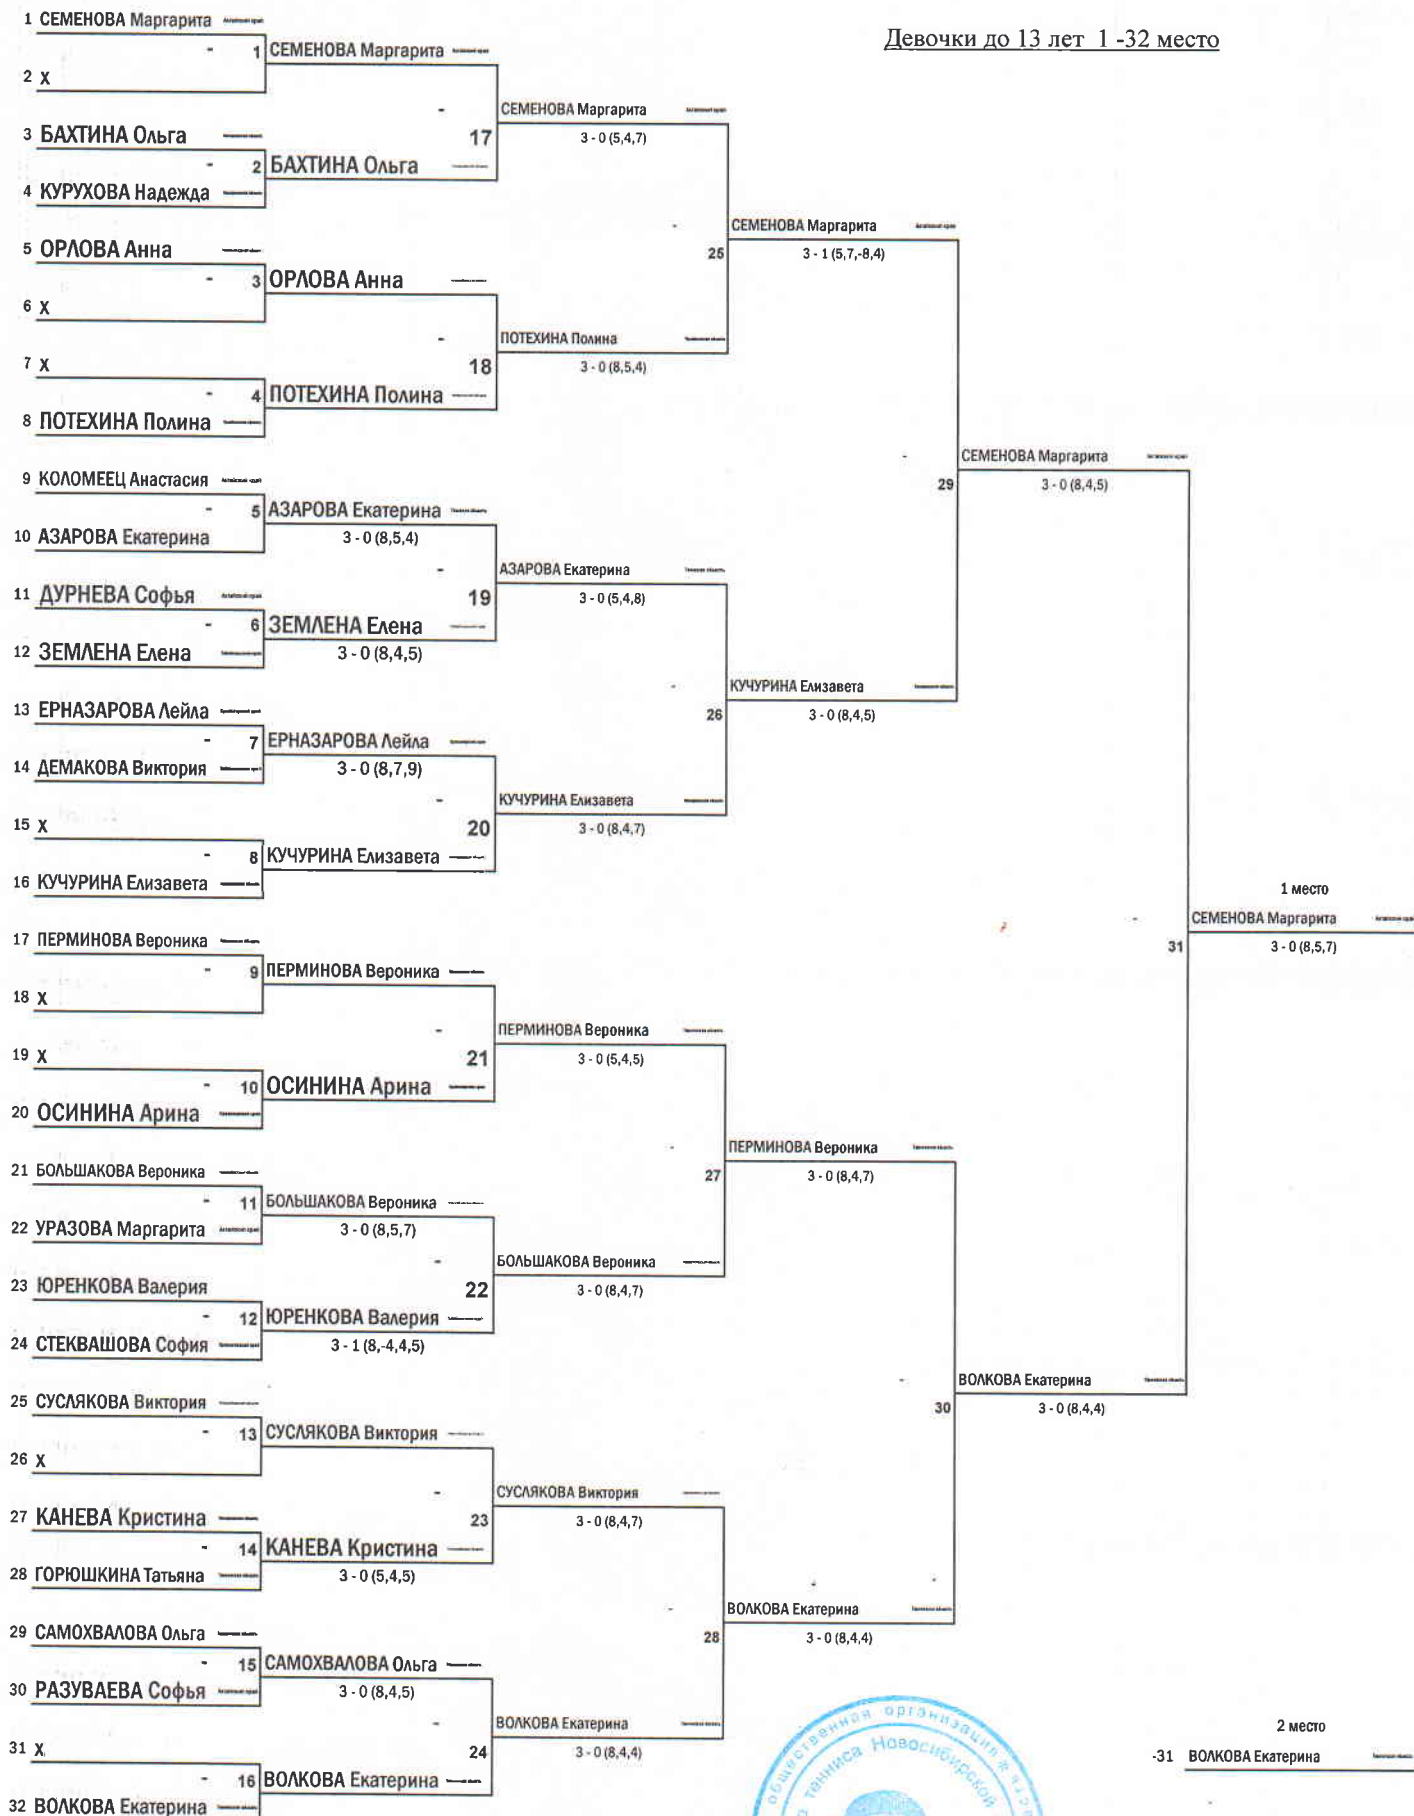 Девочки до 13 лет 1 -32 место
1 СЕМЕНОВА Маргарита
- 1 СЕМЕНОВА Маргарита
2 X
- СЕМЕНОВА Маргарита
17 3 - 0 (5,4,7)
3 БАХТИНА Ольга
- 2 БАХТИНА Ольга
4 КУРУХОВА Надежда
- СЕМЕНОВА Маргарита
25 3 - 1 (5,7,-8,4)
5 ОРЛОВА Анна
- 3 ОРЛОВА Анна
6 X
- ПОТЕХИНА Полина
18 3 - 0 (8,5,4)
7 X
- 4 ПОТЕХИНА Полина
8 ПОТЕХИНА Полина
- СЕМЕНОВА Маргарита
29 3 - 0 (8,4,5)
9 КОЛОМЕЕЦ Анастасия
- 5 АЗАРОВА Екатерина
10 АЗАРОВА Екатерина
3 - 0 (8,5,4)
- АЗАРОВА Екатерина
19 3 - 0 (5,4,8)
11 ДУРНЕВА Софья
- 6 ЗЕМЛЕНА Елена
12 ЗЕМЛЕНА Елена
3 - 0 (8,4,5)
- КУЧУРИНА Елизавета
26 3 - 0 (8,4,5)
13 ЕРНАЗАРОВА Лейла
- 7 ЕРНАЗАРОВА Лейла
14 ДЕМАКОВА Виктория
3 - 0 (8,7,9)
- КУЧУРИНА Елизавета
20 3 - 0 (8,4,7)
15 X
- 8 КУЧУРИНА Елизавета
16 КУЧУРИНА Елизавета
1 место
- СЕМЕНОВА Маргарита
31 3 - 0 (8,5,7)
17 ПЕРМИНОВА Вероника
- 9 ПЕРМИНОВА Вероника
18 X
- ПЕРМИНОВА Вероника
21 3 - 0 (5,4,5)
19 X
- 10 ОСИНИНА Арина
20 ОСИНИНА Арина
- ПЕРМИНОВА Вероника
27 3 - 0 (8,4,7)
21 БОЛЬШАКОВА Вероника
- 11 БОЛЬШАКОВА Вероника
22 УРАЗОВА Маргарита
3 - 0 (8,5,7)
- БОЛЬШАКОВА Вероника
22 3 - 0 (8,4,7)
23 ЮРЕНКОВА Валерия
- 12 ЮРЕНКОВА Валерия
24 СТЕКВАШОВА София
3 - 1 (8,-4,4,5)
- ВОЛКОВА Екатерина
30 3 - 0 (8,4,4)
25 СУСЛЯКОВА Виктория
- 13 СУСЛЯКОВА Виктория
26 X
- СУСЛЯКОВА Виктория
23 3 - 0 (8,4,7)
27 КАНЕВА Кристина
- 14 КАНЕВА Кристина
28 ГОРЮШКИНА Татьяна
3 - 0 (5,4,5)
- ВОЛКОВА Екатерина
28 3 - 0 (8,4,4)
29 САМОХВАЛОВА Ольга
- 15 САМОХВАЛОВА Ольга
30 РАЗУВАЕВА Софья
3 - 0 (8,4,5)
- ВОЛКОВА Екатерина
24 3 - 0 (8,4,4)
31 X
- 16 ВОЛКОВА Екатерина
32 ВОЛКОВА Екатерина
2 место
-31 ВОЛКОВА Екатерина
общественная организация
тенниса Новосибирской